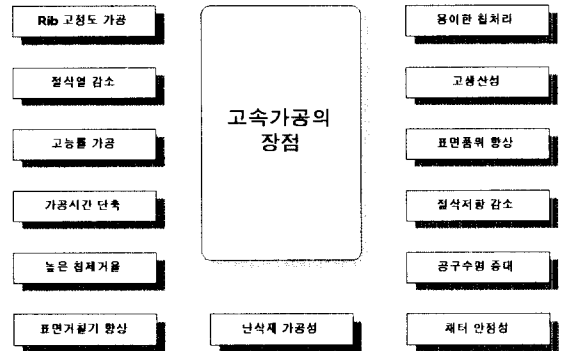 Rib 고정도 가공
절삭열 감소
고능률 가공
가공시간 단축
높은 칩제거율
표면거칠기 향상
고속가공의
장점
난삭재 가공성
용이한 칩처리
고생산성
표면품위 향상
절삭저항 감소
공구수명 증대
채터 안정성